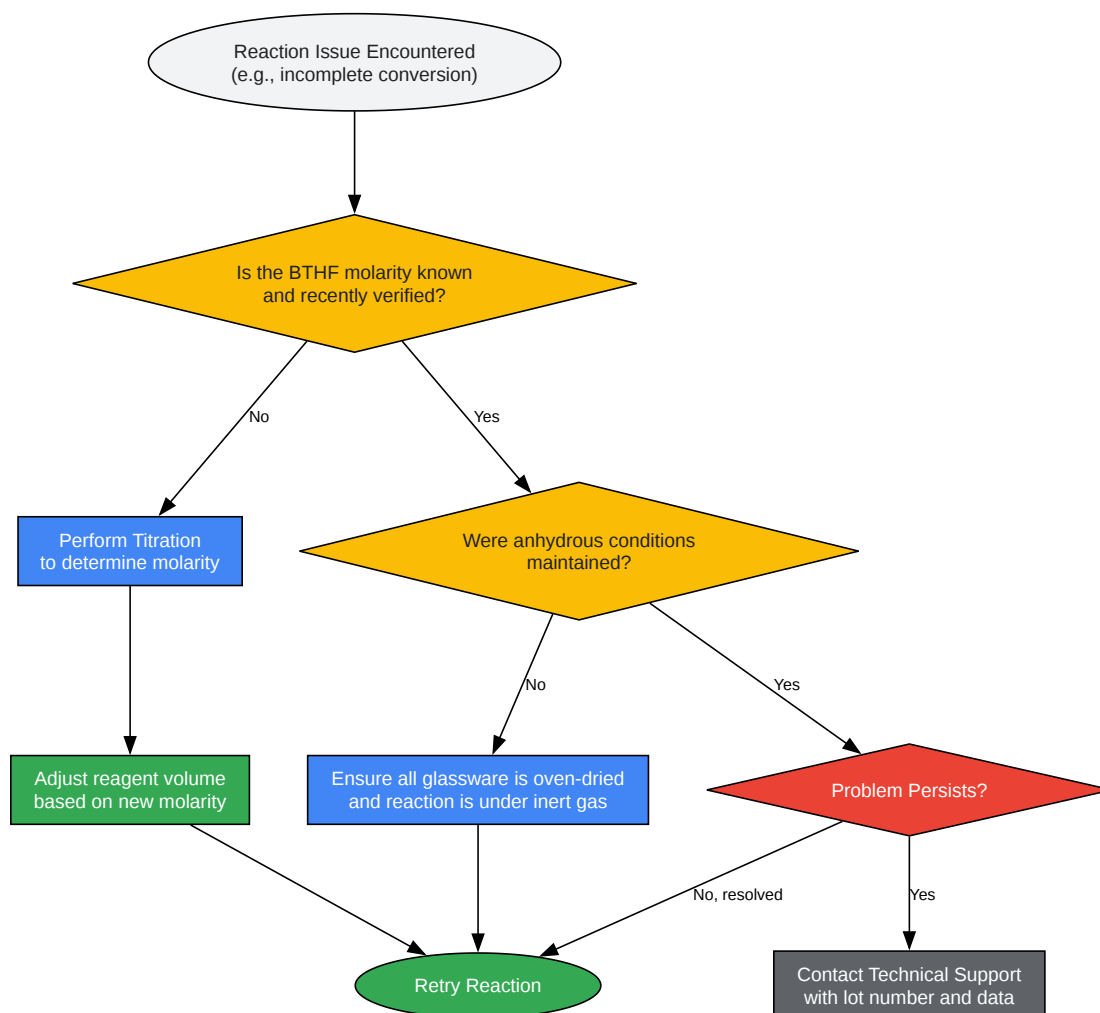 Reaction Issue Encountered
(e.g., incomplete conversion)
Is the BTHF molarity known
and recently verified?
No
Yes
Perform Titration
to determine molarity
Were anhydrous conditions
maintained?
No
Yes
Adjust reagent volume
based on new molarity
Ensure all glassware is oven-dried
and reaction is under inert gas
Problem Persists?
No, resolved
Yes
Retry Reaction
Contact Technical Support
with lot number and data